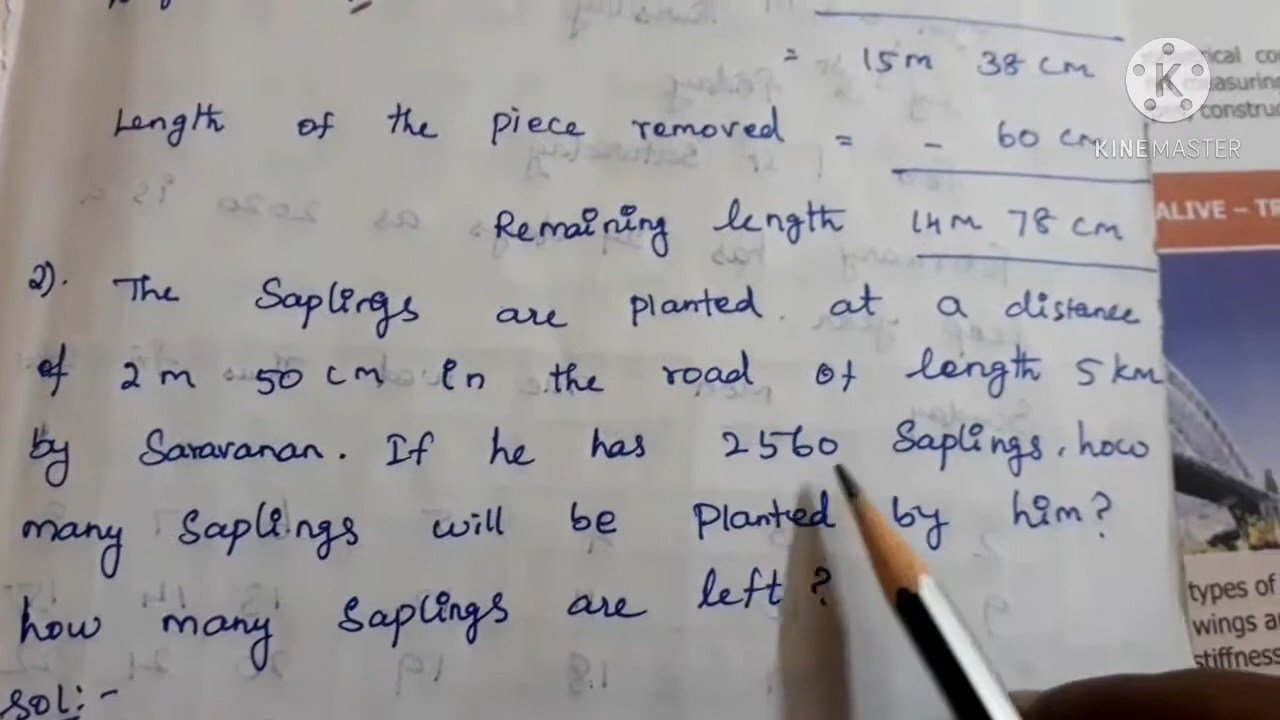 = 15m 38 cm
Length of the piece removed = - 60 cm
KINEMASTER
Remaining length 14m 78 cm
2). The Saplings are planted at a distance
of 2 m 50 cm in the road of length 5 km
by Saravanan. If he has 2560 Saplings, how
many Saplings will be Planted by him?
how many Saplings are left?
Sol:-
K
measuring
constru
ALIVE – TR
types of
wings a
stiffness